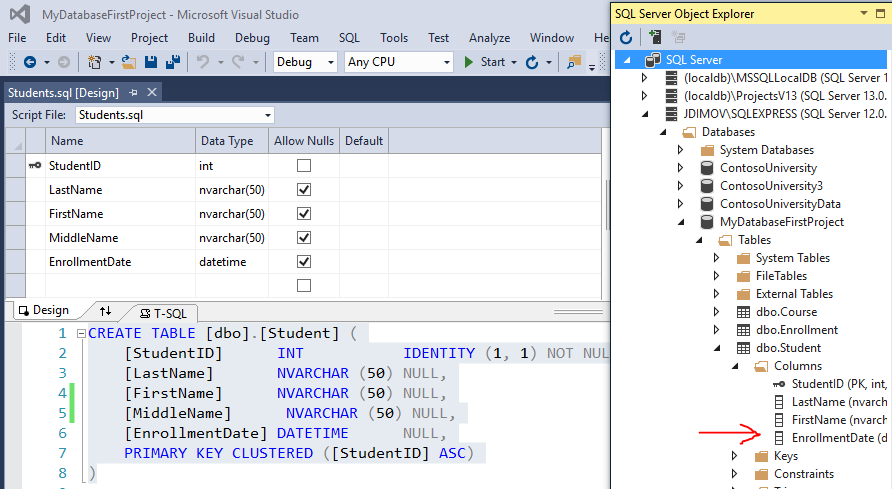 MyDatabaseFirstProject - Microsoft Visual Studio
File Edit View Project Build Debug Team SQL Tools Test Analyze Window
Debug Any CPU Start
Students.sql [Design]
Script File: Students.sql
Name Data Type Allow Nulls Default
StudentID int
LastName nvarchar(50)
FirstName nvarchar(50)
MiddleName nvarchar(50)
EnrollmentDate datetime
Design T-SQL
1 CREATE TABLE [dbo].[Student] (
2 [StudentID] INT IDENTITY (1, 1) NOT NUL
3 [LastName] NVARCHAR (50) NULL,
4 [FirstName] NVARCHAR (50) NULL,
5 [MiddleName] NVARCHAR (50) NULL,
6 [EnrollmentDate] DATETIME NULL,
7 PRIMARY KEY CLUSTERED ([StudentID] ASC)
8 )
SQL Server Object Explorer
SQL Server
(localdb)\MSSQLLocalDB (SQL Server 1
(localdb)\ProjectsV13 (SQL Server 13.0.
JDIMOV\SQLEXPRESS (SQL Server 12.0.
Databases
System Databases
ContosoUniversity
ContosoUniversity3
ContosoUniversityData
MyDatabaseFirstProject
Tables
System Tables
FileTables
External Tables
dbo.Course
dbo.Enrollment
dbo.Student
Columns
StudentID (PK, int,
LastName (nvarch
FirstName (nvarch
EnrollmentDate (d
Keys
Constraints